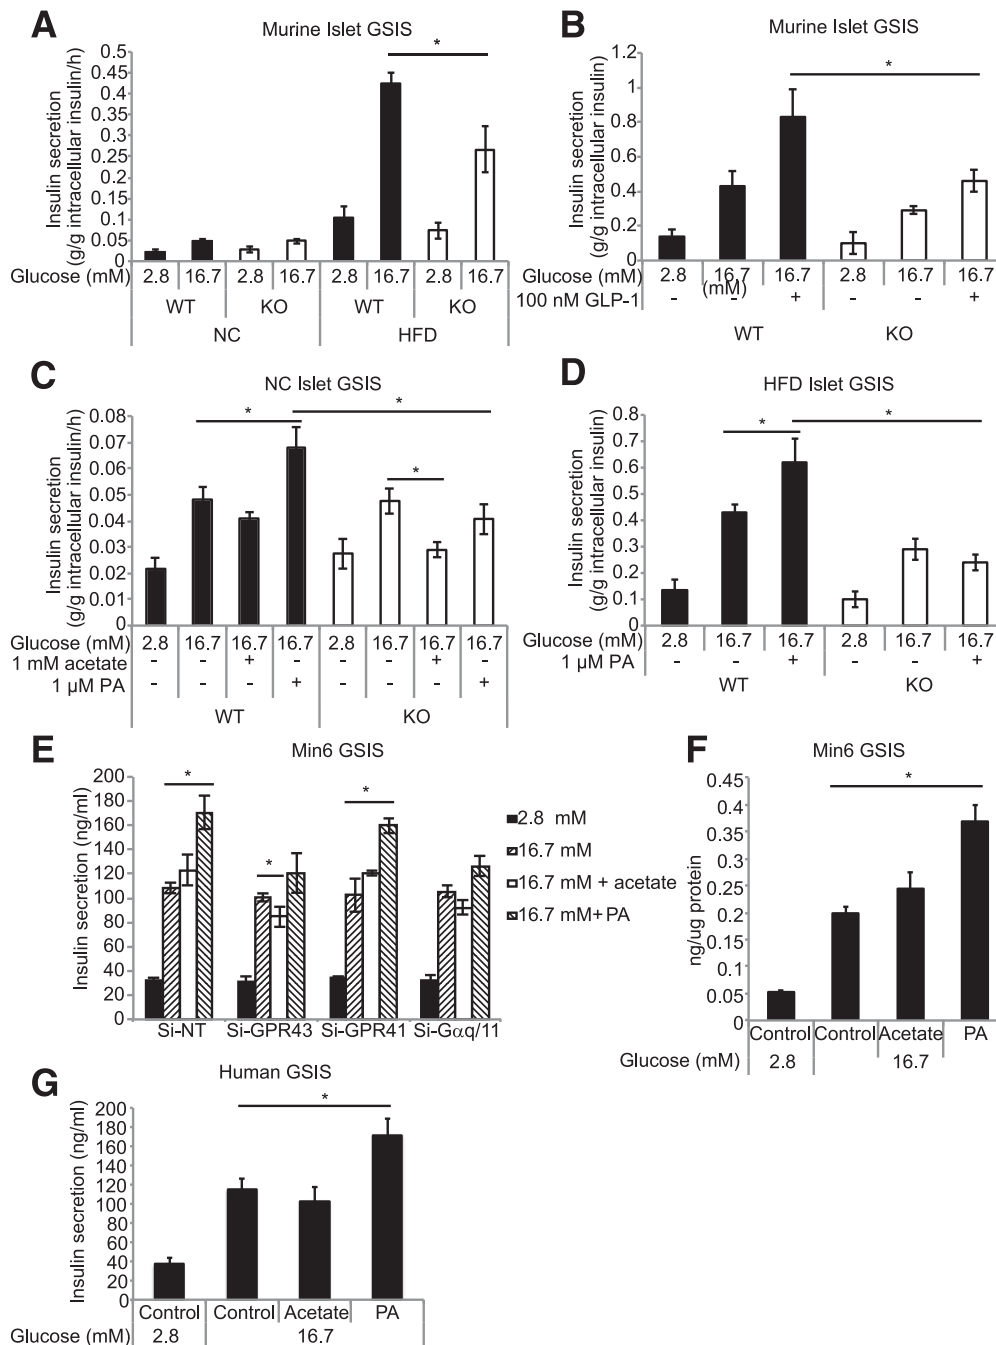 A
Murine Islet GSIS
Insulin secretion
(g/g intracellular insulin/h)
0.5
0.45
0.4
0.35
0.3
0.25
0.2
0.15
0.1
0.05
0
*
Glucose (mM) 2.8 16.7 2.8 16.7 2.8 16.7 2.8 16.7
WT KO WT KO
NC HFD
B
Murine Islet GSIS
Insulin secretion
(g/g intracellular insulin)
1.2
1
0.8
0.6
0.4
0.2
0
*
Glucose (mM) 2.8 16.7 16.7 2.8 16.7 16.7
(mM)
100 nM GLP-1 - - + - - +
WT KO
C
NC Islet GSIS
Insulin secretion
(g/g intracellular insulin/h)
0.08
0.07
0.06
0.05
0.04
0.03
0.02
0.01
0
* * *
Glucose (mM) 2.8 16.7 16.7 16.7 2.8 16.7 16.7 16.7
1 mM acetate - - + - - - + -
1 µM PA - - - + - - - +
WT KO
D
HFD Islet GSIS
Insulin secretion
(g/g intracellular insulin)
0.8
0.7
0.6
0.5
0.4
0.3
0.2
0.1
0
* *
Glucose (mM) 2.8 16.7 16.7 2.8 16.7 16.7
1 µM PA - - + - - +
WT KO
E
Min6 GSIS
Insulin secretion (ng/ml)
200
180
160
140
120
100
80
60
40
20
0
* * *
Si-NT Si-GPR43 Si-GPR41 Si-Gαq/11
2.8 mM
16.7 mM
16.7 mM + acetate
16.7 mM+PA
F
Min6 GSIS
ng/ug protein
0.45
0.4
0.35
0.3
0.25
0.2
0.15
0.1
0.05
0
*
Control Control Acetate PA
Glucose (mM) 2.8 16.7
G
Human GSIS
Insulin secretion (ng/ml)
200
180
160
140
120
100
80
60
40
20
0
*
Control Control Acetate PA
Glucose (mM) 2.8 16.7